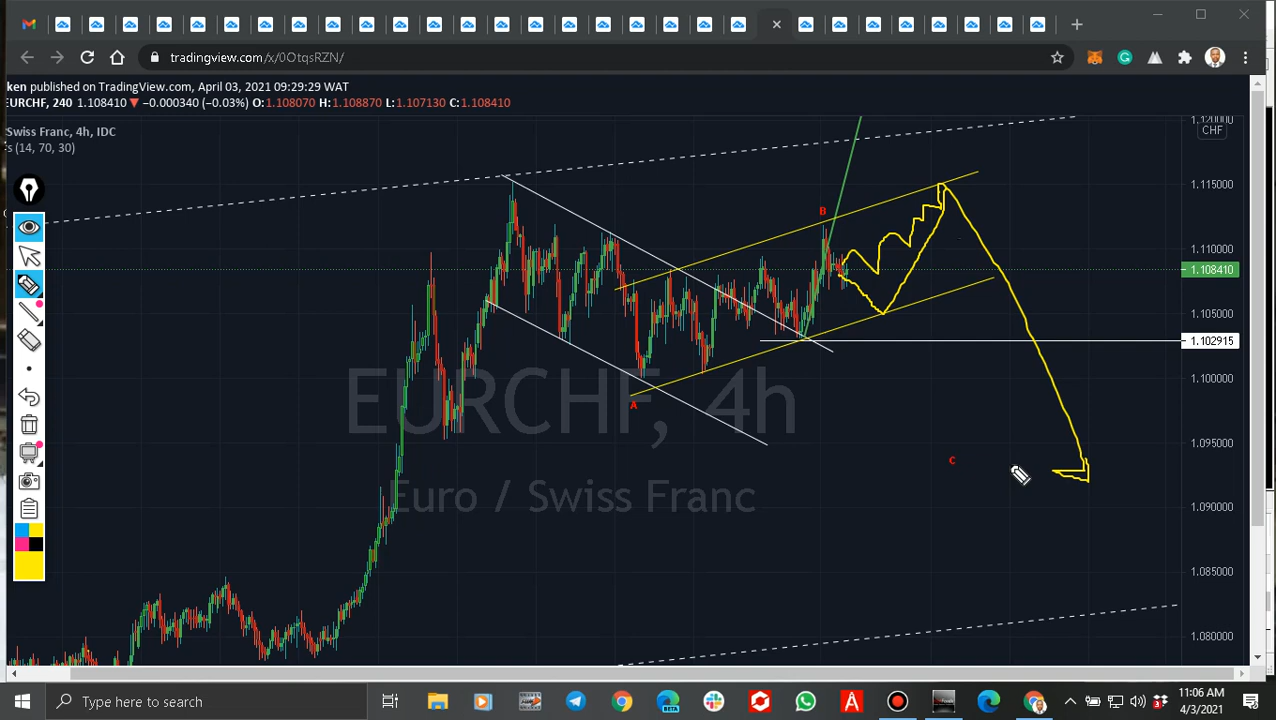 tradingview.com/x/0OtqsRZN/
ken published on TradingView.com, April 03, 2021 09:29:29 WAT
EURCHF, 240 1.108410 ▼ −0.000340 (−0.03%) O:1.108070 H:1.108870 L:1.107130 C:1.108410
Swiss Franc, 4h, IDC
s (14, 70, 30)
1.120000
CHF
1.115000
1.110000
1.108410
1.105000
1.102915
1.100000
1.095000
1.090000
1.085000
1.080000
B
A
C
EURCHF, 4h
Euro / Swiss Franc
Type here to search
BETA
11:06 AM
4/3/2021